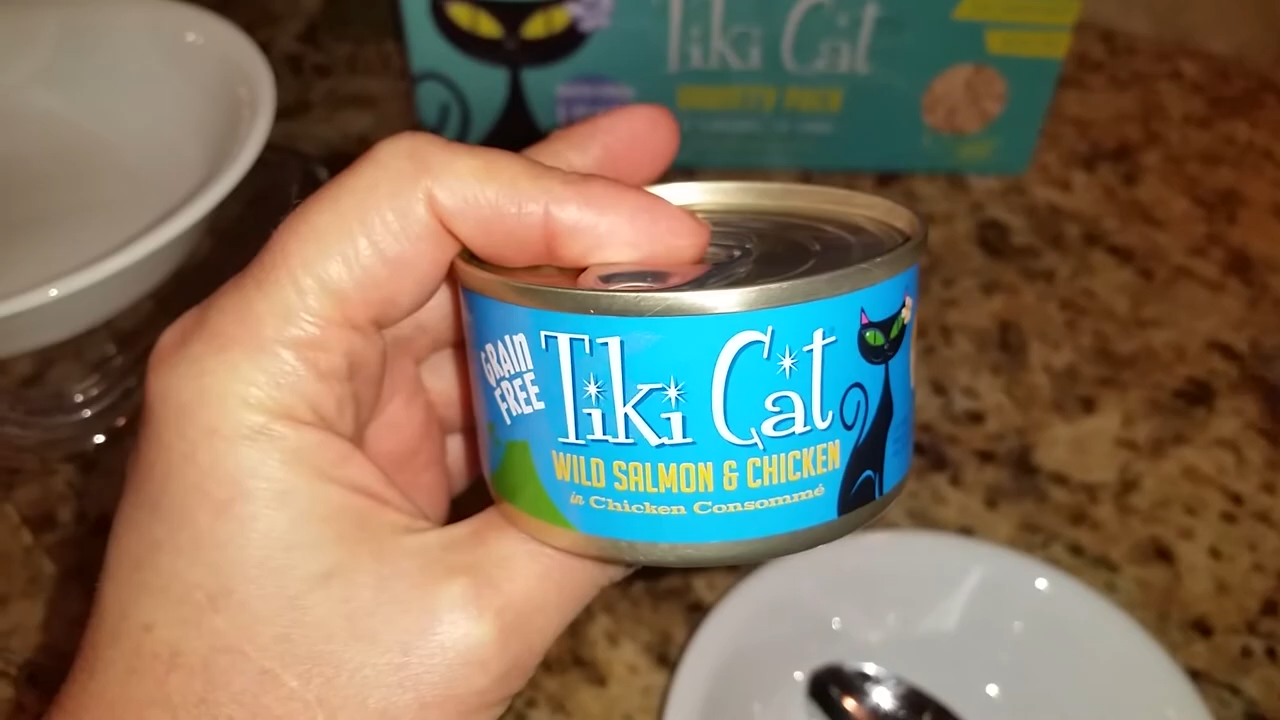 Tiki Cat
VARIETY PACK
GRAIN
FREE
Tiki Cat
WILD SALMON & CHICKEN
in Chicken Consommé